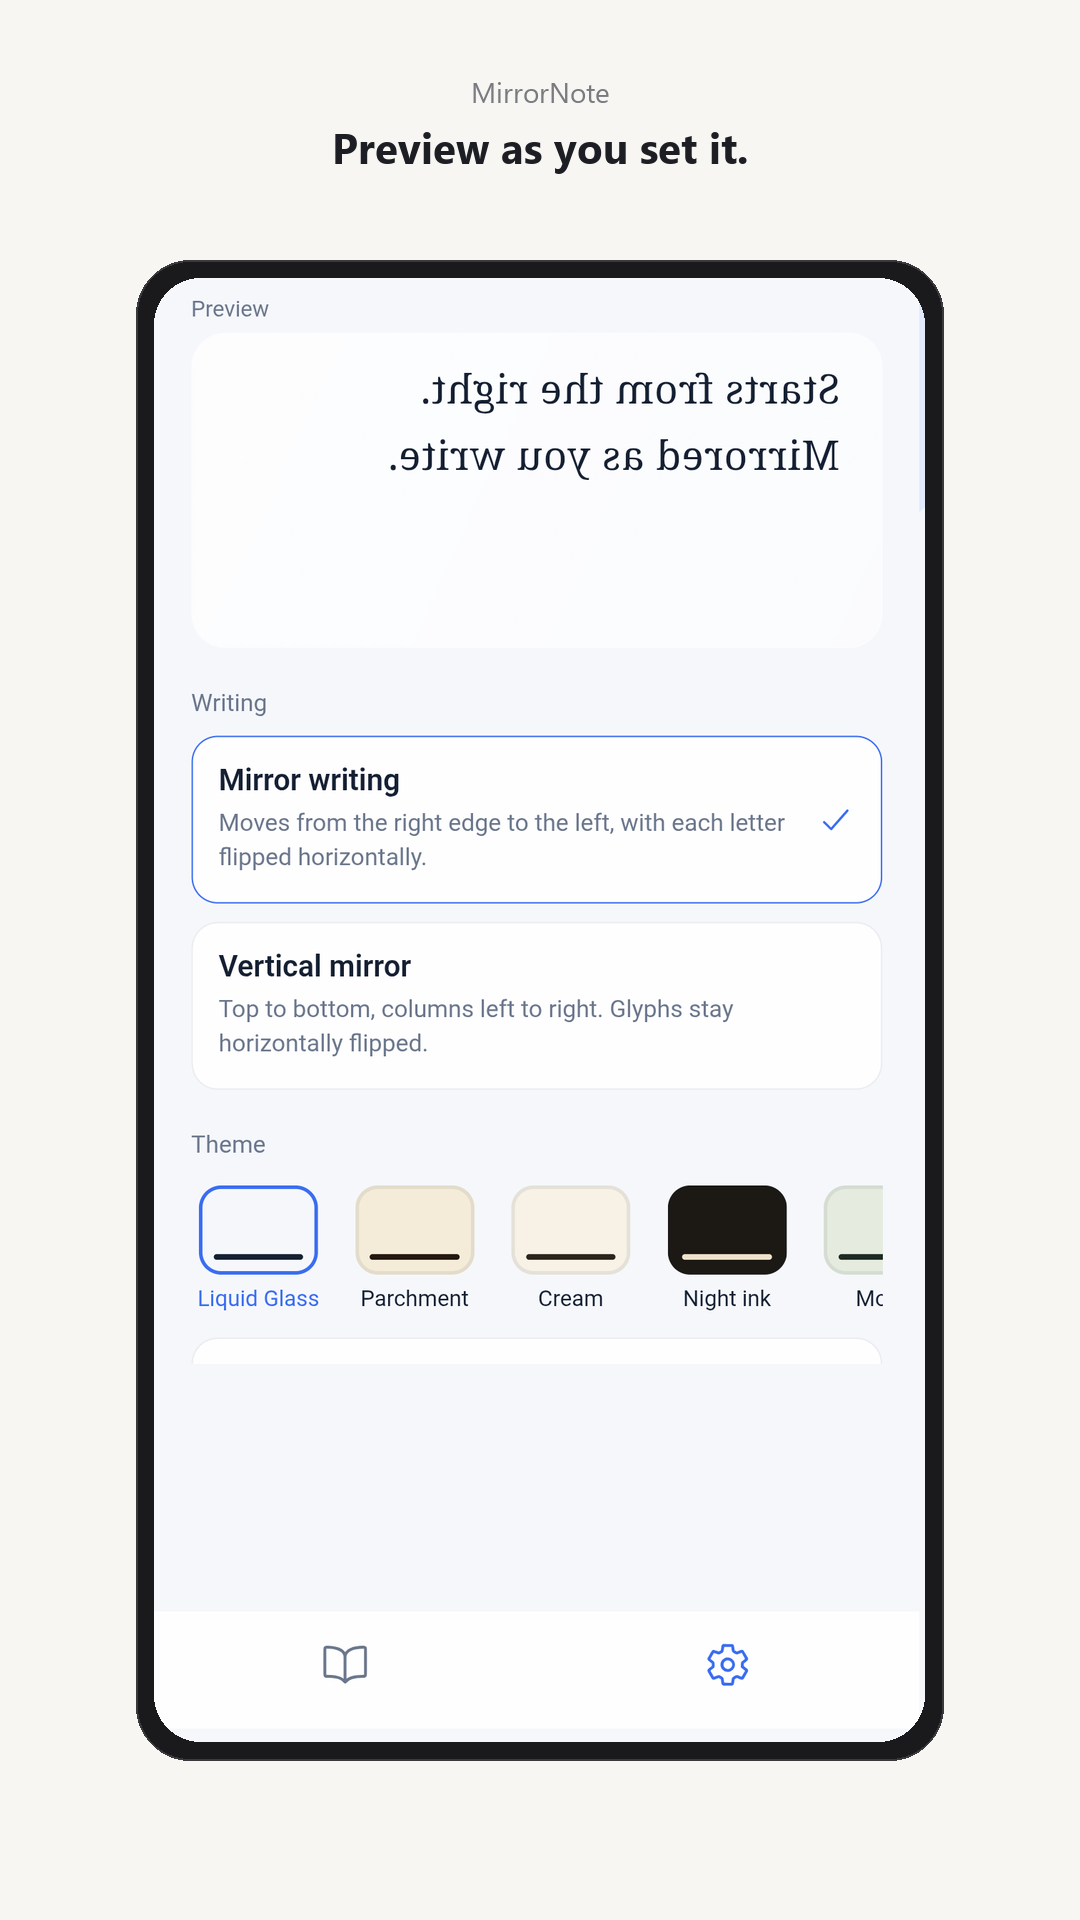 MirrorNote
Preview as you set it.
Preview
Starts from the right.
Mirrored as you write.
Writing
Mirror writing
Moves from the right edge to the left, with each letter
flipped horizontally.
Vertical mirror
Top to bottom, columns left to right. Glyphs stay
horizontally flipped.
Theme
Liquid Glass
Parchment
Cream
Night ink